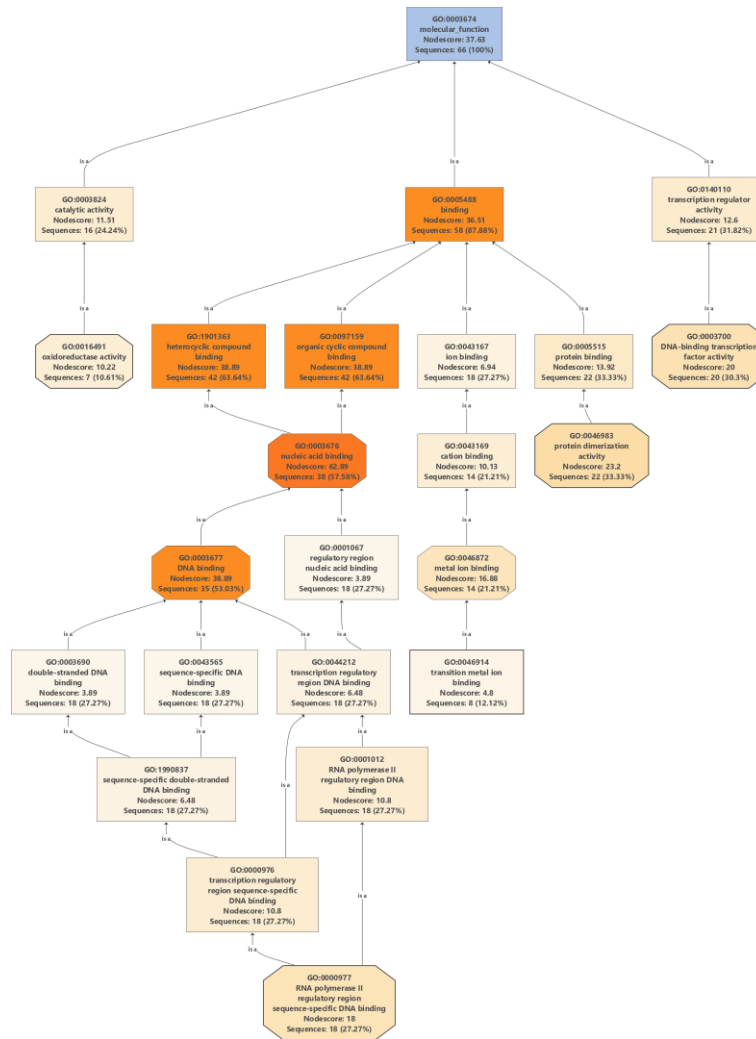 GO:0003674
molecular_function
Nodescore: 37.63
Sequences: 66 (100%)
is a
is a
is a
GO:0003824
catalytic activity
Nodescore: 11.51
Sequences: 16 (24.24%)
GO:0005488
binding
Nodescore: 36.51
Sequences: 58 (87.88%)
GO:0140110
transcription regulator
activity
Nodescore: 12.6
Sequences: 21 (31.82%)
is a
is a
is a
is a
is a
is a
GO:0016491
oxidoreductase activity
Nodescore: 10.22
Sequences: 7 (10.61%)
GO:1901363
heterocyclic compound
binding
Nodescore: 38.89
Sequences: 42 (63.64%)
GO:0097159
organic cyclic compound
binding
Nodescore: 38.89
Sequences: 42 (63.64%)
GO:0043167
ion binding
Nodescore: 6.94
Sequences: 18 (27.27%)
GO:0005515
protein binding
Nodescore: 13.92
Sequences: 22 (33.33%)
GO:0003700
DNA-binding transcription
factor activity
Nodescore: 20
Sequences: 20 (30.3%)
is a
is a
is a
is a
GO:0003676
nucleic acid binding
Nodescore: 62.89
Sequences: 38 (57.58%)
GO:0043169
cation binding
Nodescore: 10.13
Sequences: 14 (21.21%)
GO:0046983
protein dimerization
activity
Nodescore: 23.2
Sequences: 22 (33.33%)
is a
is a
is a
GO:0003677
DNA binding
Nodescore: 38.89
Sequences: 35 (53.03%)
GO:0001067
regulatory region
nucleic acid binding
Nodescore: 3.89
Sequences: 18 (27.27%)
GO:0046872
metal ion binding
Nodescore: 16.88
Sequences: 14 (21.21%)
is a
is a
is a
is a
is a
GO:0003690
double-stranded DNA
binding
Nodescore: 3.89
Sequences: 18 (27.27%)
GO:0043565
sequence-specific DNA
binding
Nodescore: 3.89
Sequences: 18 (27.27%)
GO:0044212
transcription regulatory
region DNA binding
Nodescore: 6.48
Sequences: 18 (27.27%)
GO:0046914
transition metal ion
binding
Nodescore: 4.8
Sequences: 8 (12.12%)
is a
is a
is a
is a
GO:1990837
sequence-specific double-stranded
DNA binding
Nodescore: 6.48
Sequences: 18 (27.27%)
GO:0001012
RNA polymerase II
regulatory region DNA
binding
Nodescore: 10.8
Sequences: 18 (27.27%)
is a
GO:0000976
transcription regulatory
region sequence-specific
DNA binding
Nodescore: 10.8
Sequences: 18 (27.27%)
is a
is a
GO:0000977
RNA polymerase II
regulatory region
sequence-specific DNA binding
Nodescore: 18
Sequences: 18 (27.27%)